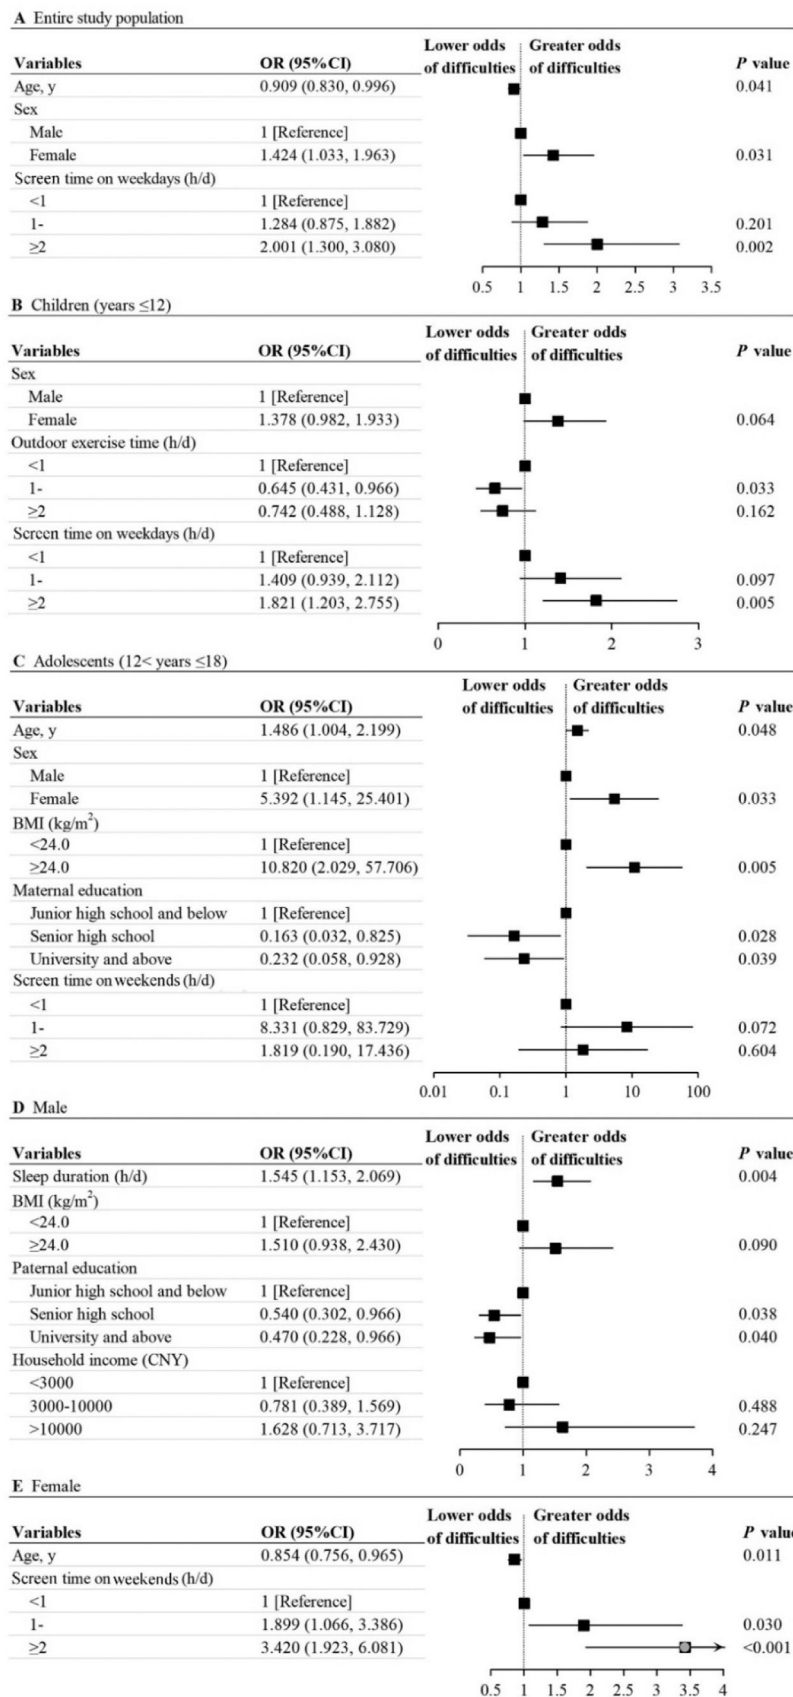 A Entire study population
Lower odds Greater odds
Variables OR (95%CI) of difficulties of difficulties P value
Age, y 0.909 (0.830, 0.996) 0.041
Sex
Male 1 [Reference]
Female 1.424 (1.033, 1.963) 0.031
Screen time on weekdays (h/d)
<1 1 [Reference]
1- 1.284 (0.875, 1.882) 0.201
≥2 2.001 (1.300, 3.080) 0.002
0.5 1 1.5 2 2.5 3 3.5
B Children (years ≤12)
Lower odds Greater odds
Variables OR (95%CI) of difficulties of difficulties P value
Sex
Male 1 [Reference]
Female 1.378 (0.982, 1.933) 0.064
Outdoor exercise time (h/d)
<1 1 [Reference]
1- 0.645 (0.431, 0.966) 0.033
≥2 0.742 (0.488, 1.128) 0.162
Screen time on weekdays (h/d)
<1 1 [Reference]
1- 1.409 (0.939, 2.112) 0.097
≥2 1.821 (1.203, 2.755) 0.005
0 1 2 3
C Adolescents (12< years ≤18)
Lower odds Greater odds
Variables OR (95%CI) of difficulties of difficulties P value
Age, y 1.486 (1.004, 2.199) 0.048
Sex
Male 1 [Reference]
Female 5.392 (1.145, 25.401) 0.033
BMI (kg/m²)
<24.0 1 [Reference]
≥24.0 10.820 (2.029, 57.706) 0.005
Maternal education
Junior high school and below 1 [Reference]
Senior high school 0.163 (0.032, 0.825) 0.028
University and above 0.232 (0.058, 0.928) 0.039
Screen time on weekends (h/d)
<1 1 [Reference]
1- 8.331 (0.829, 83.729) 0.072
≥2 1.819 (0.190, 17.436) 0.604
0.01 0.1 1 10 100
D Male
Lower odds Greater odds
Variables OR (95%CI) of difficulties of difficulties P value
Sleep duration (h/d) 1.545 (1.153, 2.069) 0.004
BMI (kg/m²)
<24.0 1 [Reference]
≥24.0 1.510 (0.938, 2.430) 0.090
Paternal education
Junior high school and below 1 [Reference]
Senior high school 0.540 (0.302, 0.966) 0.038
University and above 0.470 (0.228, 0.966) 0.040
Household income (CNY)
<3000 1 [Reference]
3000-10000 0.781 (0.389, 1.569) 0.488
>10000 1.628 (0.713, 3.717) 0.247
0 1 2 3 4
E Female
Lower odds Greater odds
Variables OR (95%CI) of difficulties of difficulties P value
Age, y 0.854 (0.756, 0.965) 0.011
Screen time on weekends (h/d)
<1 1 [Reference]
1- 1.899 (1.066, 3.386) 0.030
≥2 3.420 (1.923, 6.081) <0.001
0.5 1 1.5 2 2.5 3 3.5 4